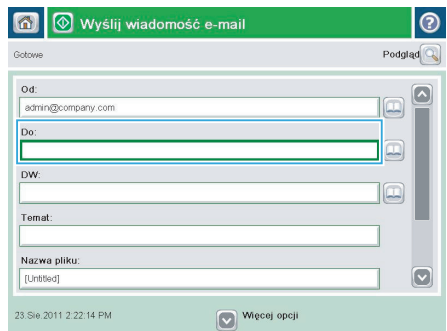 Wyślij wiadomość e-mail
Gotowe
Podgląd
Od:
admin@company.com
Do:
DW:
Temat:
Nazwa pliku:
[Untitled]
23.Sie.2011 2:22:14 PM
Więcej opcji